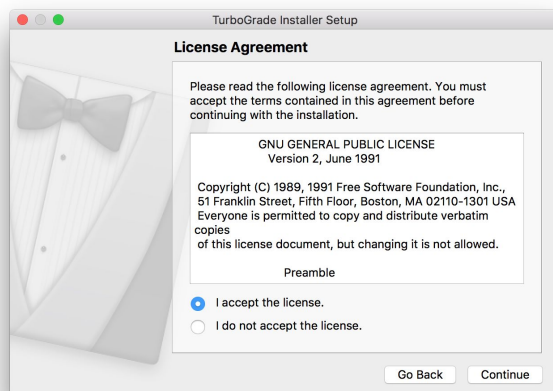 TurboGrade Installer Setup
License Agreement
Please read the following license agreement. You must
accept the terms contained in this agreement before
continuing with the installation.
GNU GENERAL PUBLIC LICENSE
Version 2, June 1991
Copyright (C) 1989, 1991 Free Software Foundation, Inc.,
51 Franklin Street, Fifth Floor, Boston, MA 02110-1301 USA
Everyone is permitted to copy and distribute verbatim
copies
of this license document, but changing it is not allowed.
Preamble
I accept the license.
I do not accept the license.
Go Back Continue